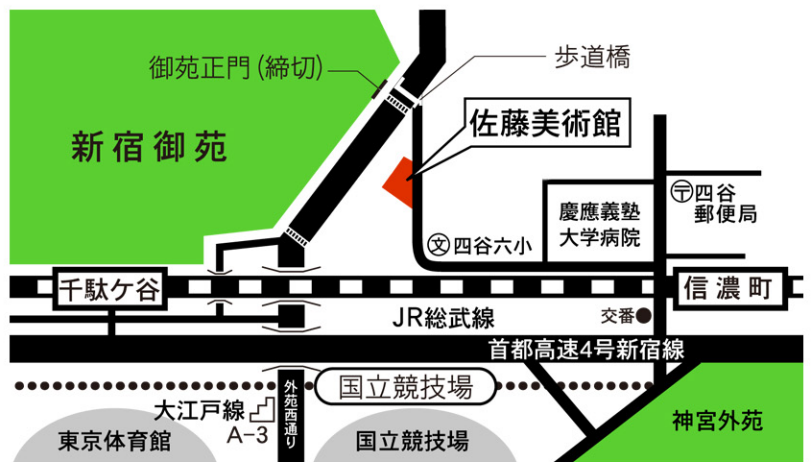 御苑正門(締切)
歩道橋
新宿御苑
佐藤美術館
慶應義塾
大学病院
〒四谷
郵便局
文 四谷六小
千駄ケ谷
信濃町
JR総武線
交番
首都高速4号新宿線
国立競技場
大江戸線
A-3
外苑西通り
東京体育館
国立競技場
神宮外苑